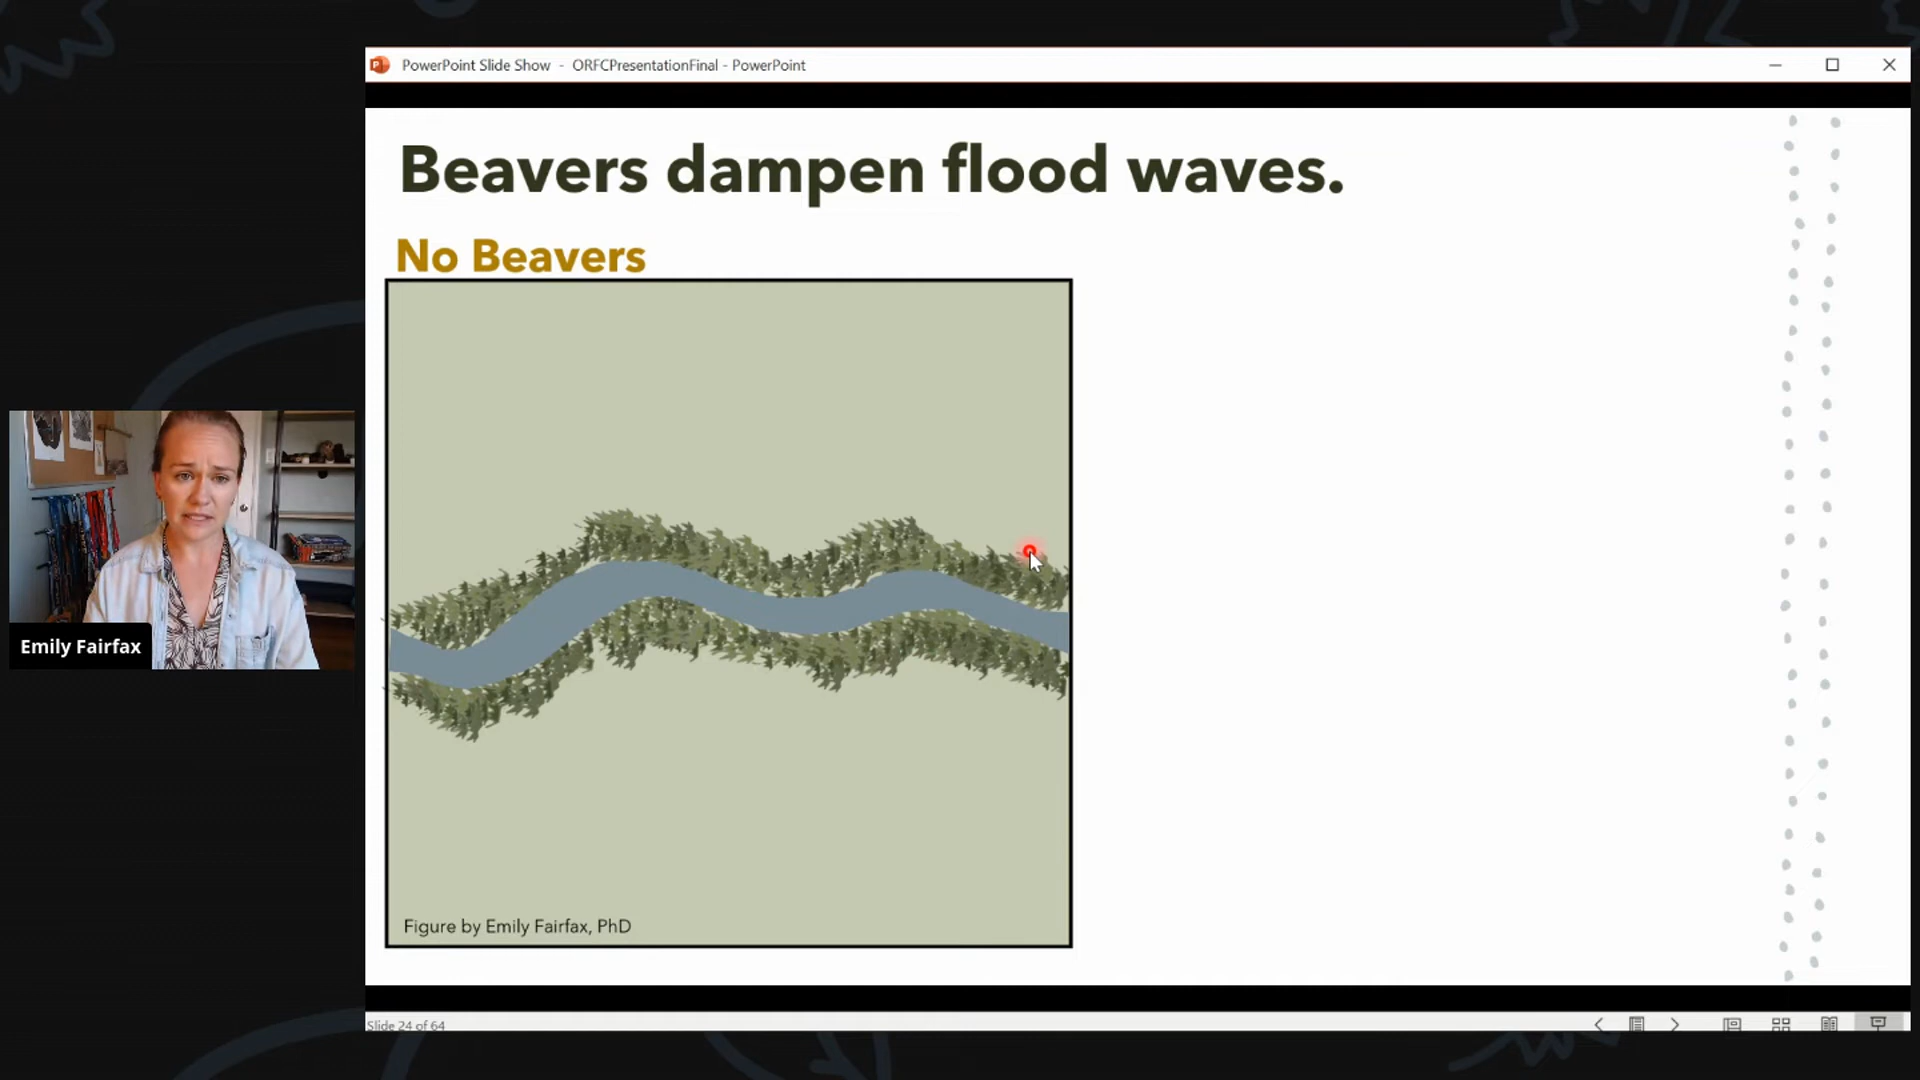 PowerPoint Slide Show - ORFCPresentationFinal - PowerPoint
Beavers dampen flood waves.
No Beavers
Emily Fairfax
Figure by Emily Fairfax, PhD
Slide 24 of 64